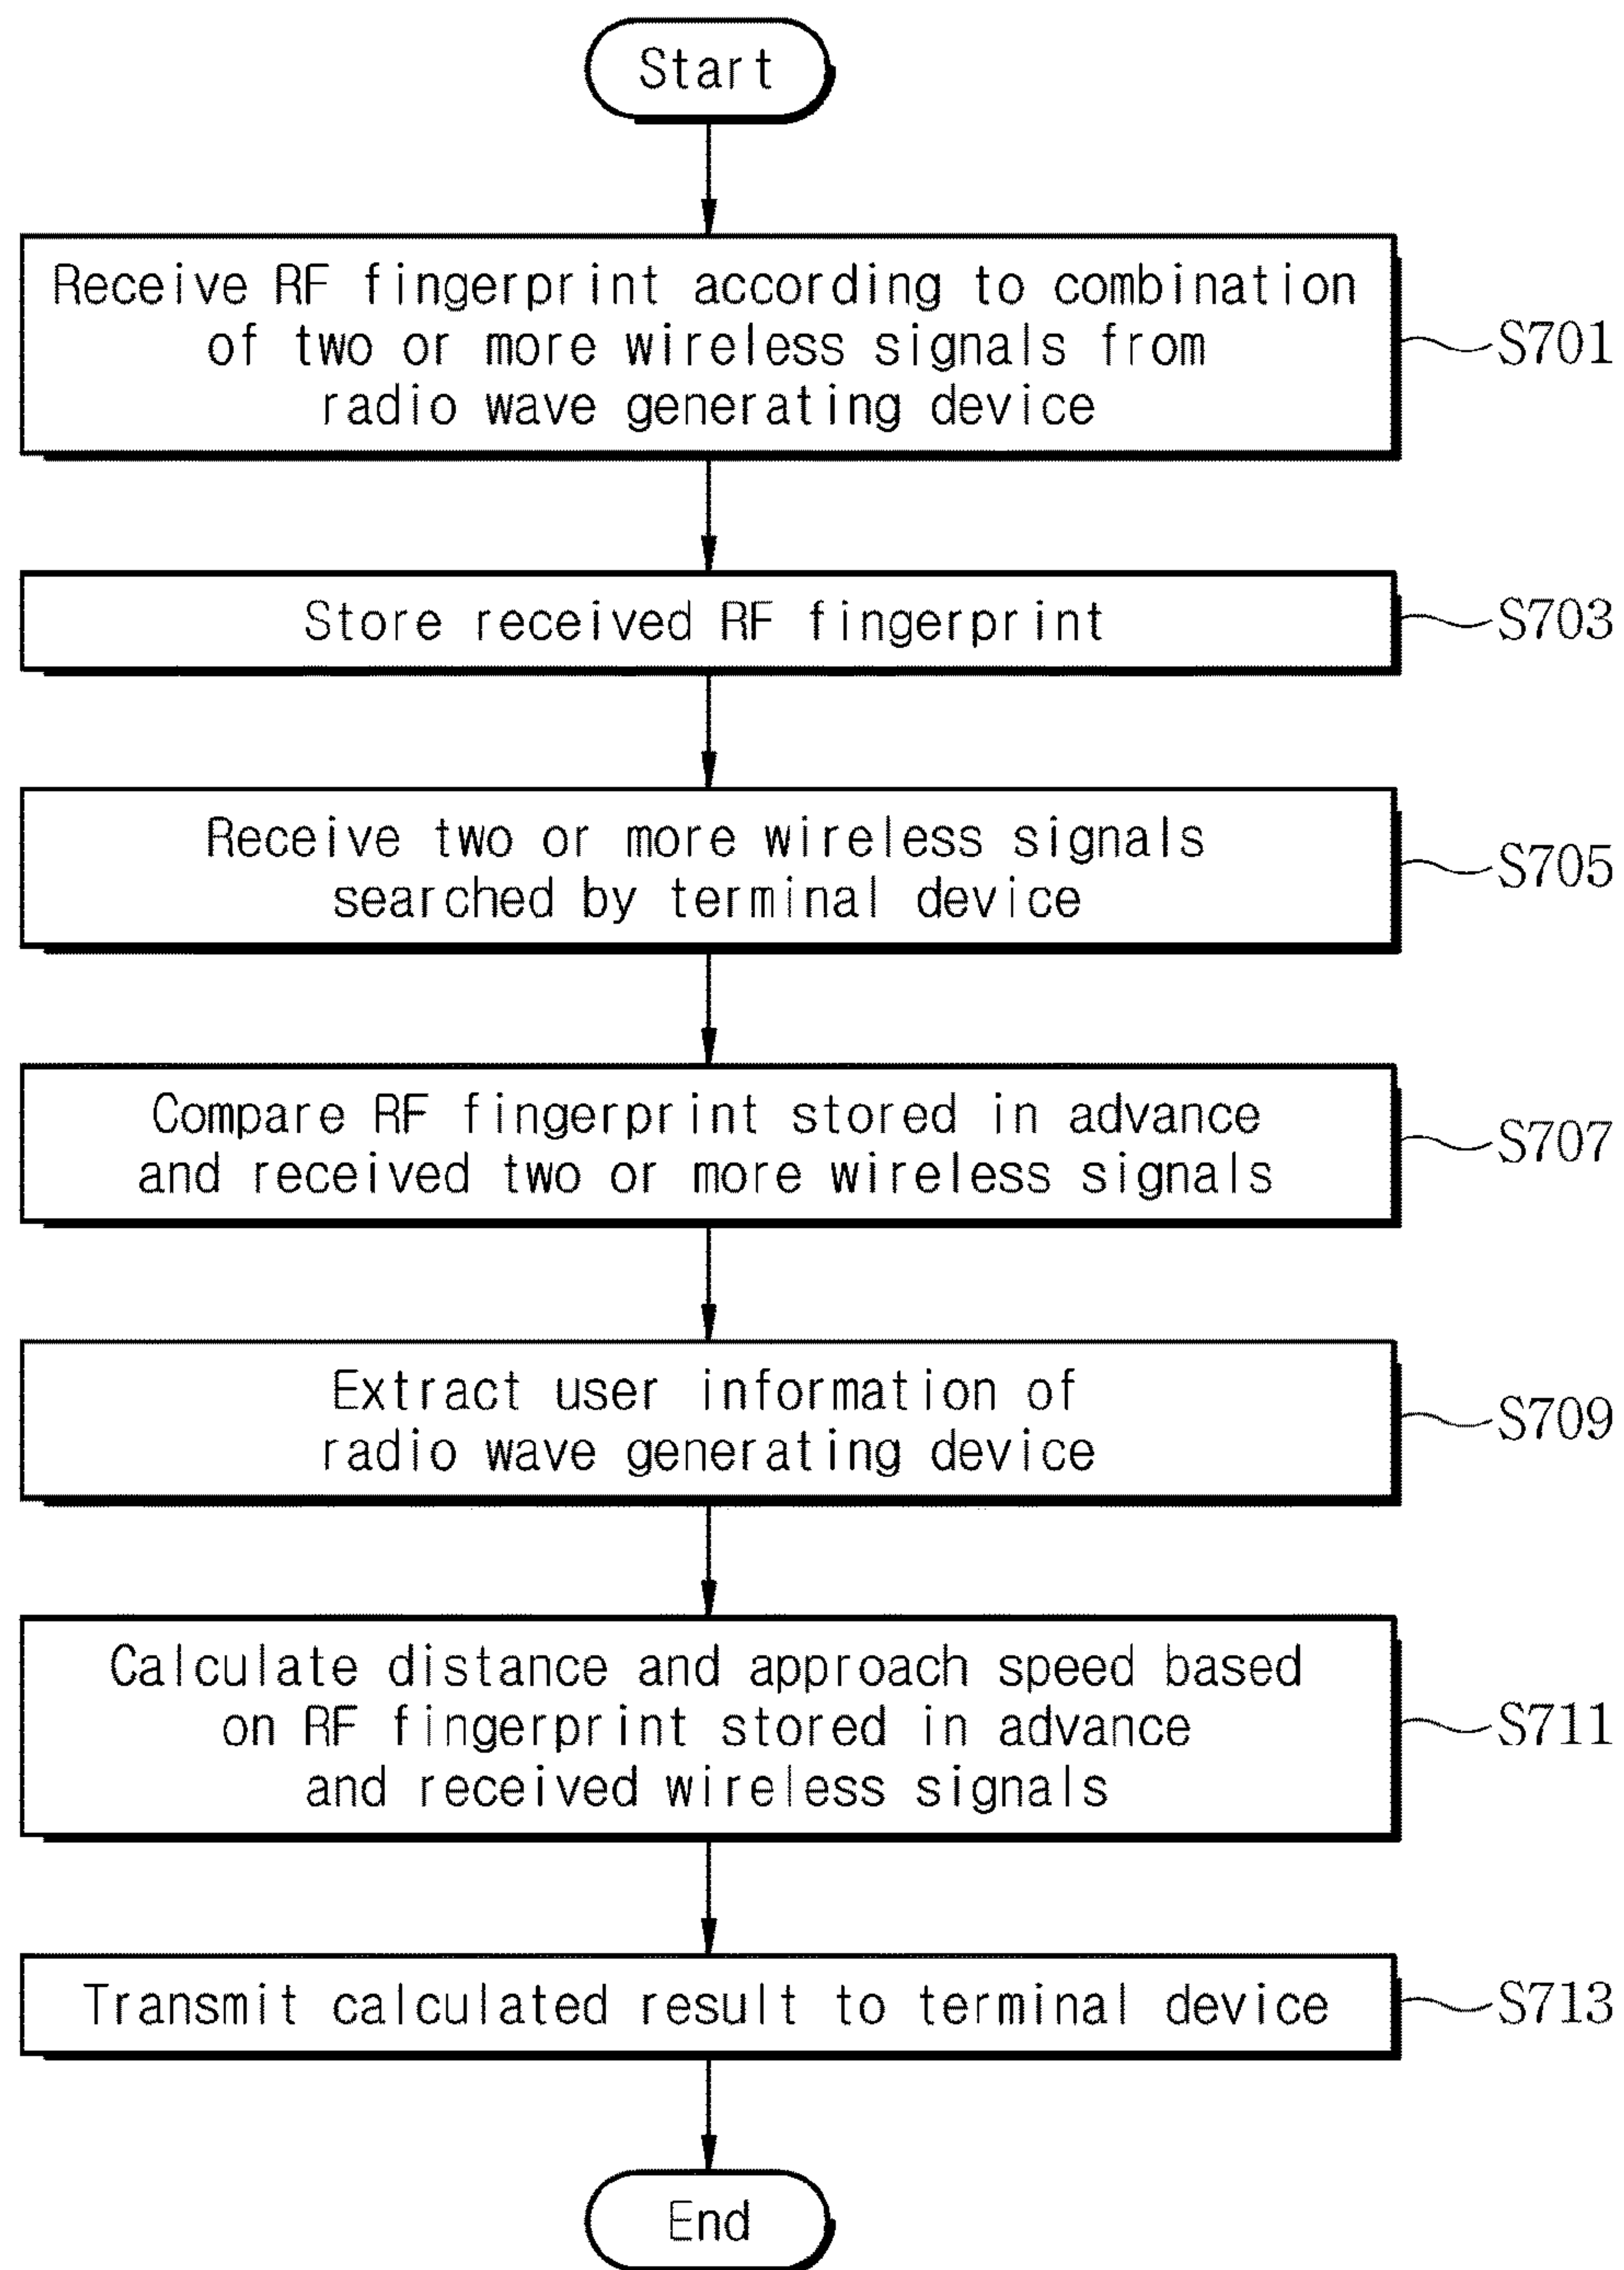 Start
Receive RF fingerprint according to combination
of two or more wireless signals from
radio wave generating device
S701
Store received RF fingerprint
S703
Receive two or more wireless signals
searched by terminal device
S705
Compare RF fingerprint stored in advance
and received two or more wireless signals
S707
Extract user information of
radio wave generating device
S709
Calculate distance and approach speed based
on RF fingerprint stored in advance
and received wireless signals
S711
Transmit calculated result to terminal device
S713
End